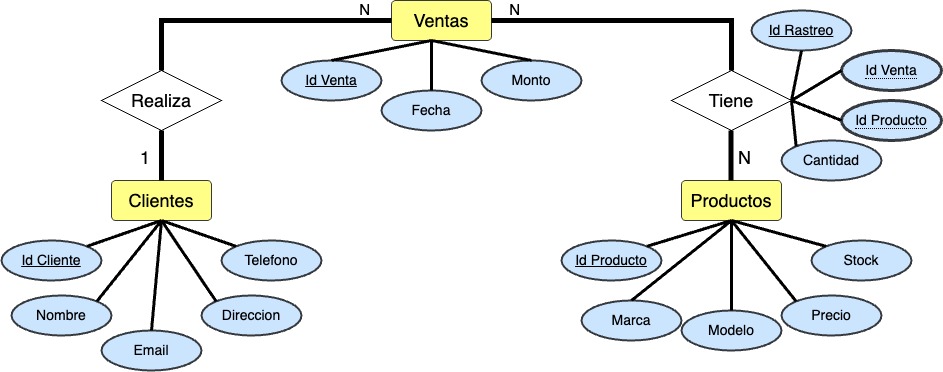 N
Ventas
N
Id Rastreo
Id Venta
Monto
Id Venta
Fecha
Realiza
Tiene
Id Producto
1
N
Cantidad
Clientes
Productos
Id Cliente
Telefono
Id Producto
Stock
Nombre
Direccion
Marca
Modelo
Precio
Email